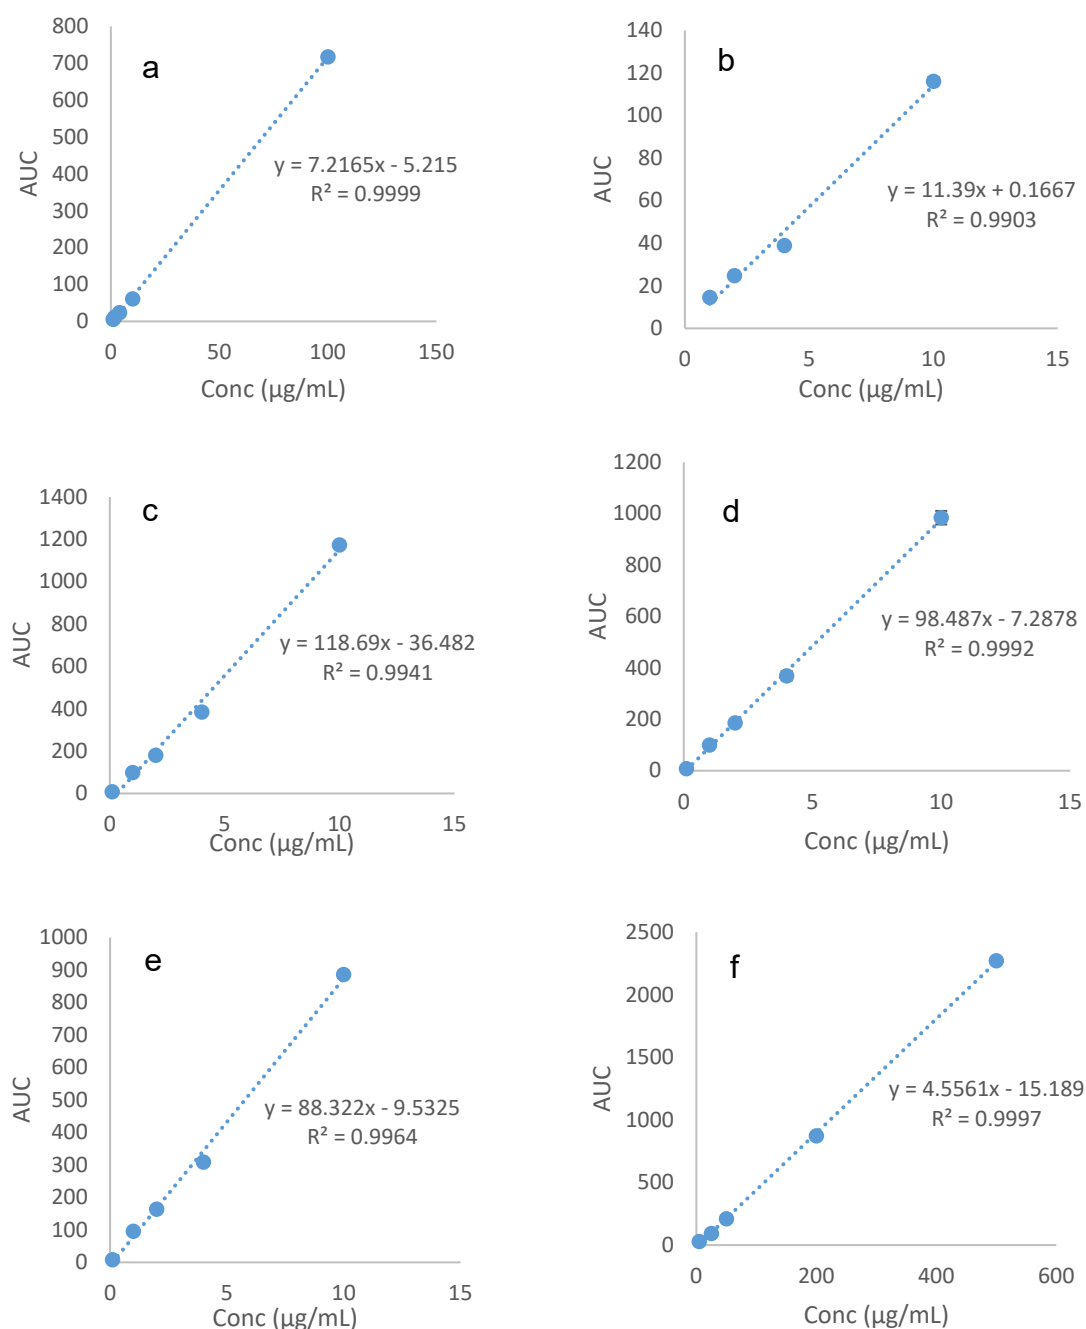 800
700
600
500
400
300
200
100
0
AUC
a
y = 7.2165x - 5.215
R² = 0.9999
0 50 100 150
Conc (µg/mL)
140
120
100
80
60
40
20
0
AUC
b
y = 11.39x + 0.1667
R² = 0.9903
0 5 10 15
Conc (µg/mL)
1400
1200
1000
800
600
400
200
0
AUC
c
y = 118.69x - 36.482
R² = 0.9941
0 5 10 15
Conc (µg/mL)
1200
1000
800
600
400
200
0
AUC
d
y = 98.487x - 7.2878
R² = 0.9992
0 5 10 15
Conc (µg/mL)
1000
900
800
700
600
500
400
300
200
100
0
AUC
e
y = 88.322x - 9.5325
R² = 0.9964
0 5 10 15
Conc (µg/mL)
2500
2000
1500
1000
500
0
AUC
f
y = 4.5561x - 15.189
R² = 0.9997
0 200 400 600
Conc (µg/mL)